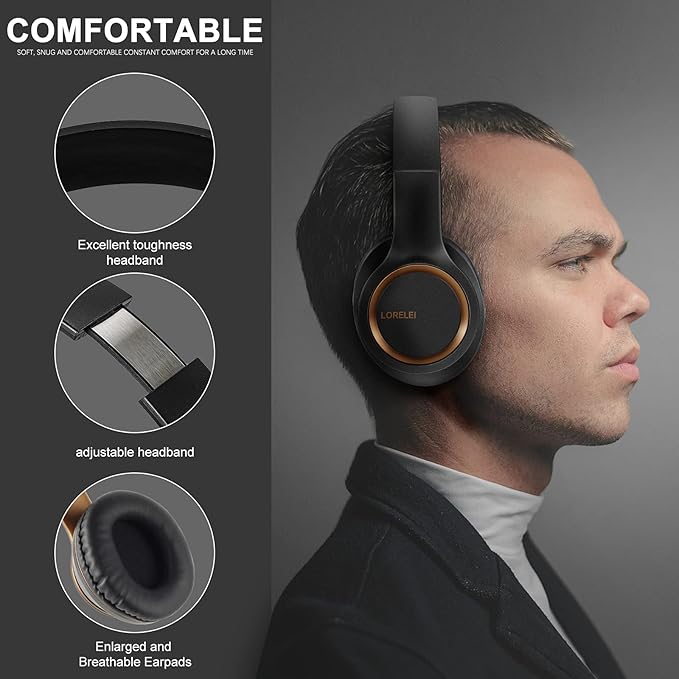 COMFORTABLE
SOFT, SNUG AND COMFORTABLE CONSTANT COMFORT FOR A LONG TIME
Excellent toughness
headband
adjustable headband
Enlarged and
Breathable Earpads
LORELEI